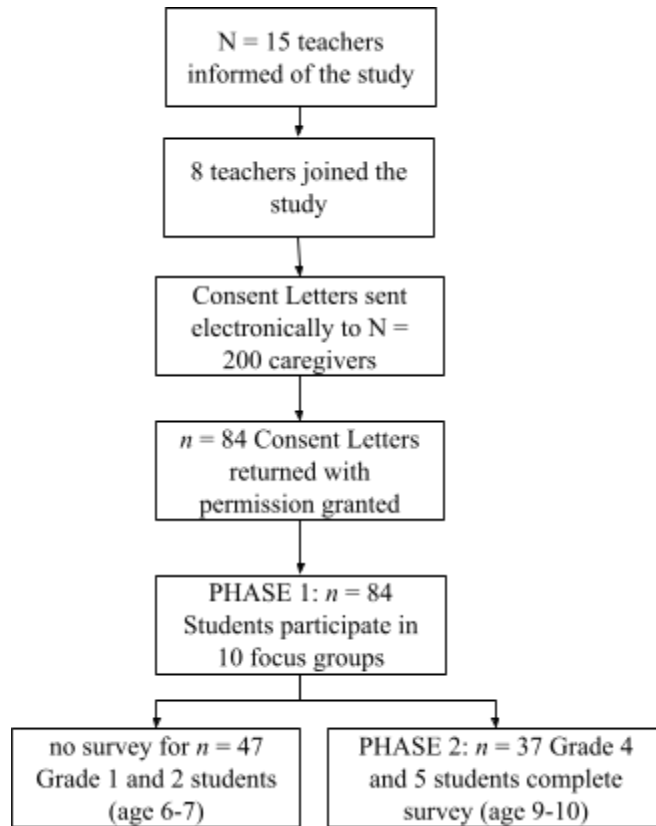 N = 15 teachers
informed of the study
8 teachers joined the
study
Consent Letters sent
electronically to N =
200 caregivers
n = 84 Consent Letters
returned with
permission granted
PHASE 1: n = 84
Students participate in
10 focus groups
no survey for n = 47
Grade 1 and 2 students
(age 6-7)
PHASE 2: n = 37 Grade 4
and 5 students complete
survey (age 9-10)